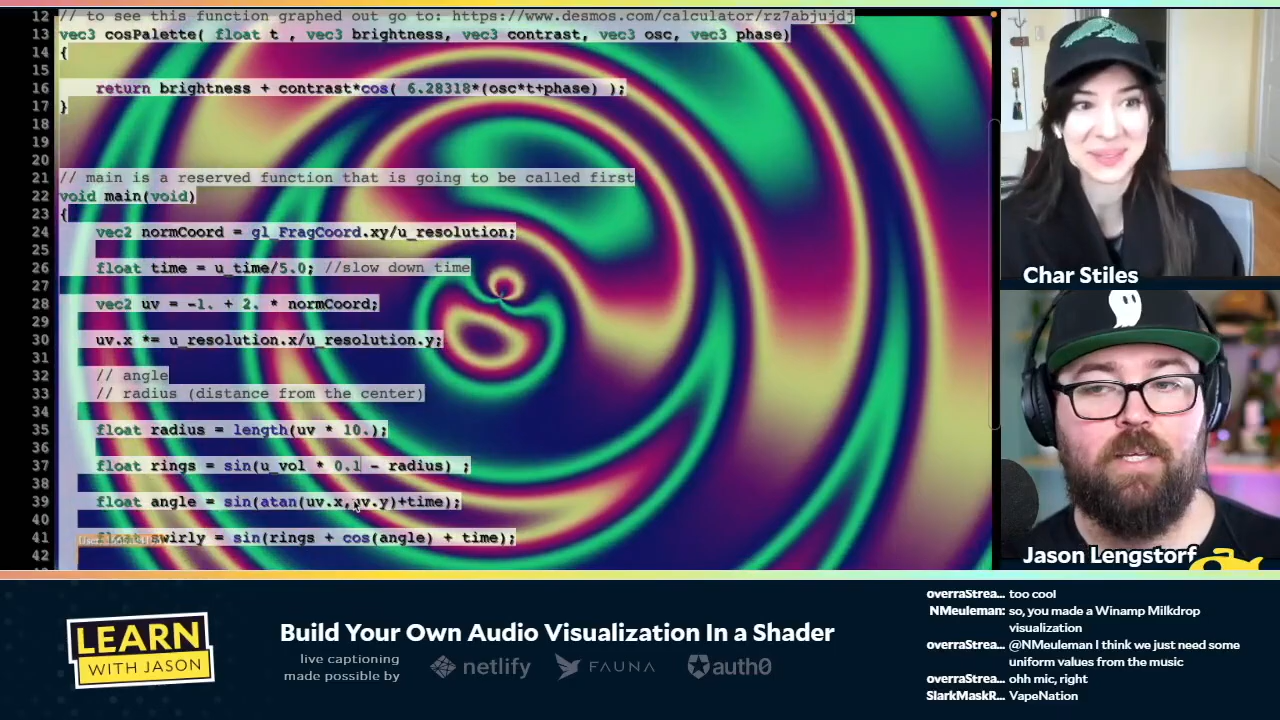 12 // to see this function graphed out go to: https://www.desmos.com/calculator/rz7abjujdj
13 vec3 cosPalette( float t , vec3 brightness, vec3 contrast, vec3 osc, vec3 phase)
14 {
15
16 return brightness + contrast*cos( 6.28318*(osc*t+phase) );
17 }
18
19
20
21 // main is a reserved function that is going to be called first
22 void main(void)
23 {
24 vec2 normCoord = gl_FragCoord.xy/u_resolution;
25
26 float time = u_time/5.0; //slow down time
27
28 vec2 uv = -1. + 2. * normCoord;
29
30 uv.x *= u_resolution.x/u_resolution.y;
31
32 // angle
33 // radius (distance from the center)
34
35 float radius = length(uv * 10.);
36
37 float rings = sin(u_vol * 0.1 - radius) ;
38
39 float angle = sin(atan(uv.x,uv.y)+time);
40
41 float swirly = sin(rings + cos(angle) + time);
42
Char Stiles
Jason Lengstorf
LEARN
WITH JASON
Build Your Own Audio Visualization In a Shader
live captioning
made possible by
netlify
FAUNA
auth0
overraStrea... too cool
NMeuleman: so, you made a Winamp Milkdrop
visualization
overraStrea... @NMeuleman I think we just need some
uniform values from the music
overraStrea... ohh mic, right
SlarkMaskR... VapeNation